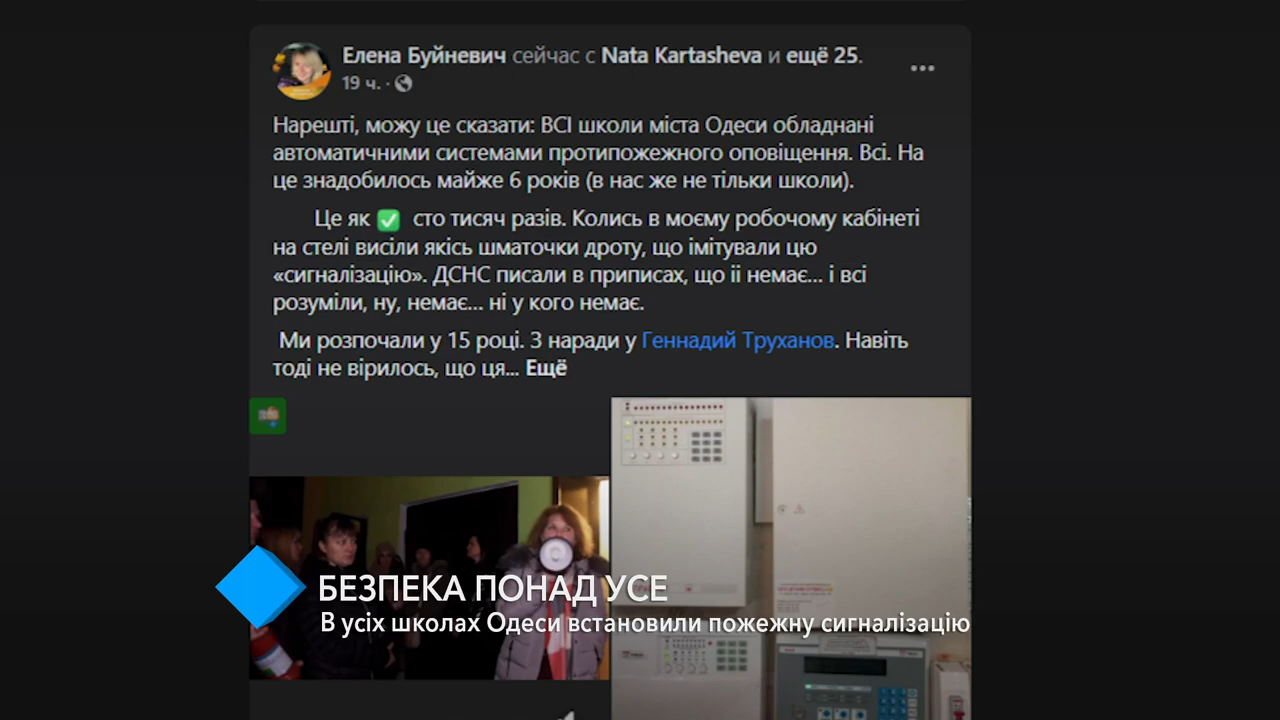 Елена Буйневич сейчас с Nata Kartasheva и ещё 25.
19 ч. ·
Нарешті, можу це сказати: ВСІ школи міста Одеси обладнані
автоматичними системами протипожежного оповіщення. Всі. На
це знадобилось майже 6 років (в нас же не тільки школи).
Це як ✅ сто тисяч разів. Колись в моєму робочому кабінеті
на стелі висіли якісь шматочки дроту, що імітували цю
«сигналізацію». ДСНС писали в приписах, що іі немає... і всі
розуміли, ну, немає... ні у кого немає.
Ми розпочали у 15 році. З наради у Геннадий Труханов. Навіть
тоді не вірилось, що ця... Ещё
БЕЗПЕКА ПОНАД УСЕ
В усіх школах Одеси встановили пожежну сигналізацію